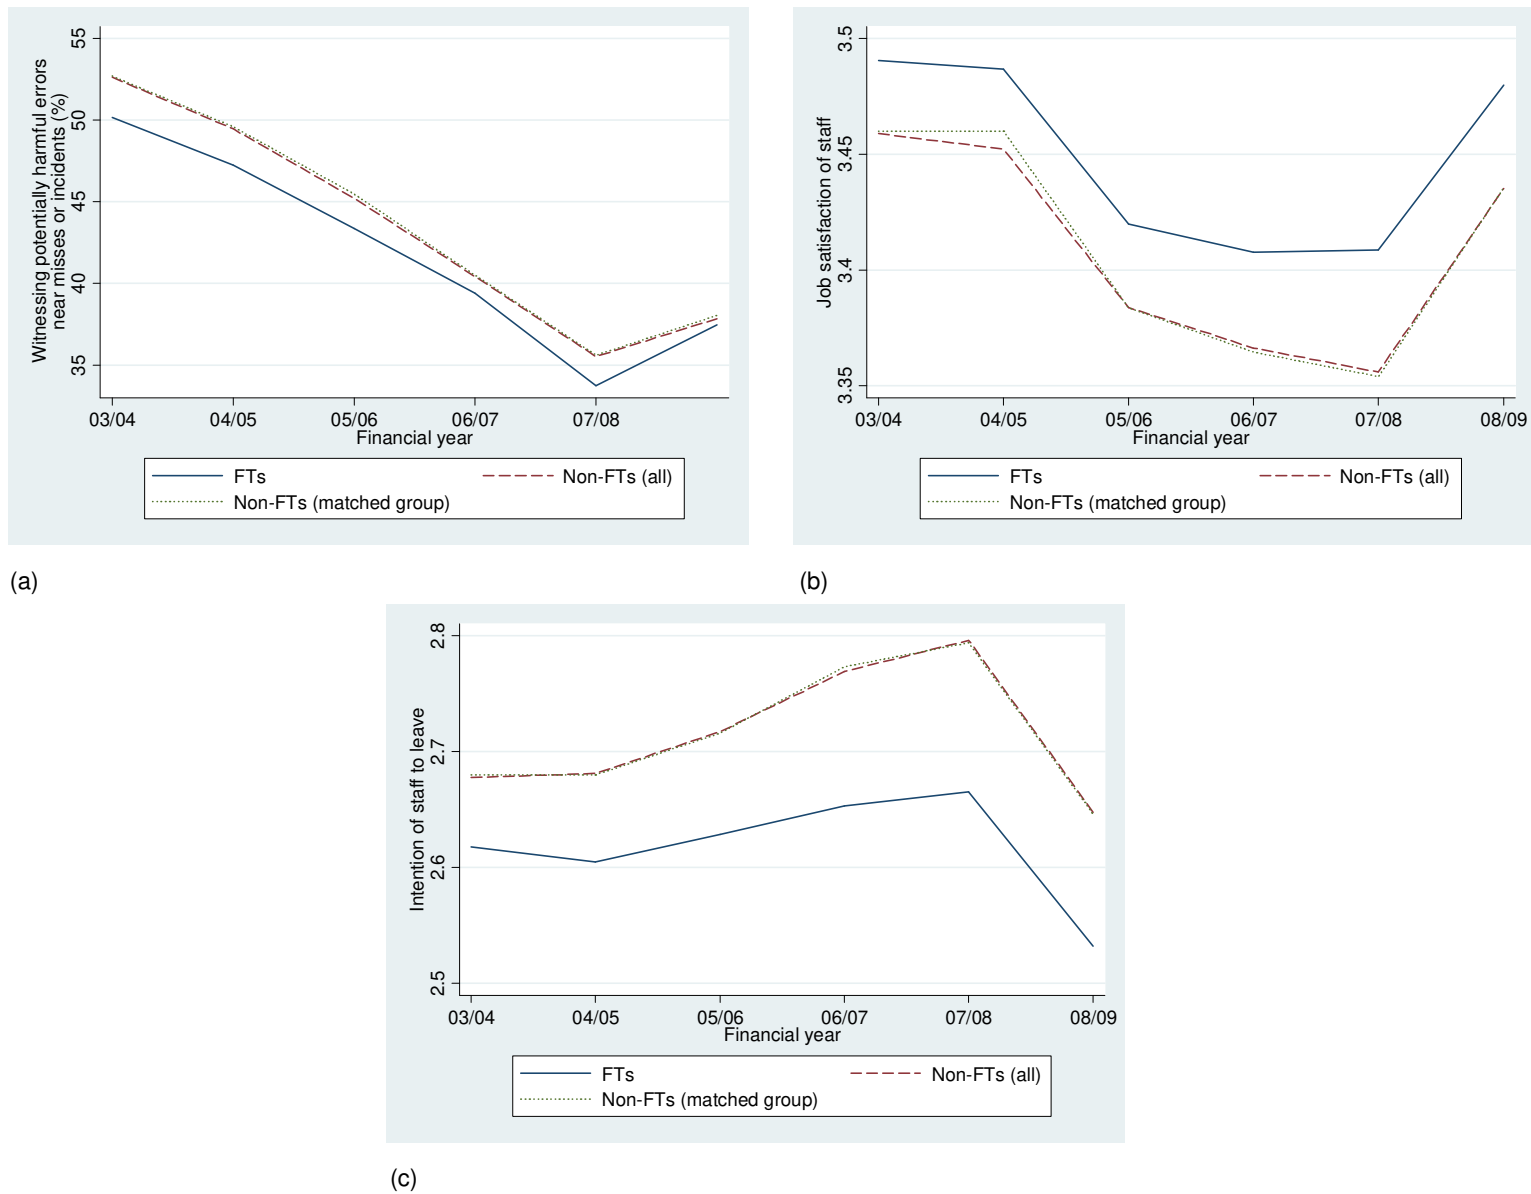 Witnessing potentially harmful errors
near misses or incidents (%)
55
50
45
40
35
03/04 04/05 05/06 06/07 07/08
Financial year
FTs Non-FTs (all)
Non-FTs (matched group)
(a)
Job satisfaction of staff
3.5
3.45
3.4
3.35
03/04 04/05 05/06 06/07 07/08 08/09
Financial year
FTs Non-FTs (all)
Non-FTs (matched group)
(b)
Intention of staff to leave
2.8
2.7
2.6
2.5
03/04 04/05 05/06 06/07 07/08 08/09
Financial year
FTs Non-FTs (all)
Non-FTs (matched group)
(c)